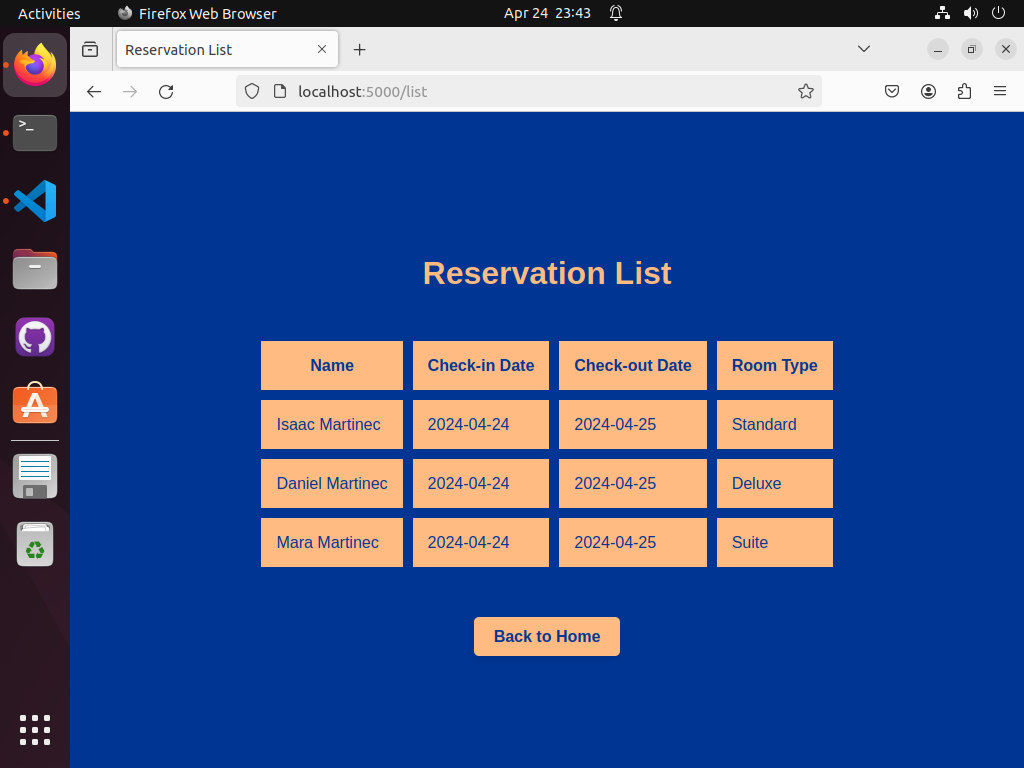 Activities Firefox Web Browser Apr 24 23:43
Reservation List
localhost:5000/list
>_
Reservation List
Name Check-in Date Check-out Date Room Type
Isaac Martinec 2024-04-24 2024-04-25 Standard
Daniel Martinec 2024-04-24 2024-04-25 Deluxe
Mara Martinec 2024-04-24 2024-04-25 Suite
Back to Home